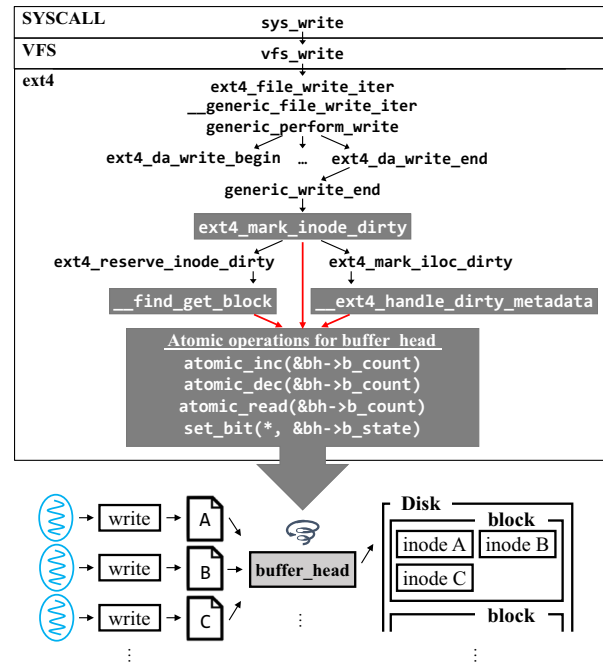 SYSCALL
sys_write
VFS
vfs_write
ext4
ext4_file_write_iter
__generic_file_write_iter
generic_perform_write
ext4_da_write_begin … ext4_da_write_end
generic_write_end
ext4_mark_inode_dirty
ext4_reserve_inode_dirty ext4_mark_iloc_dirty
__find_get_block __ext4_handle_dirty_metadata
Atomic operations for buffer_head
atomic_inc(&bh->b_count)
atomic_dec(&bh->b_count)
atomic_read(&bh->b_count)
set_bit(*, &bh->b_state)
Disk
write A block
inode A inode B
write B buffer_head
inode C
write C block